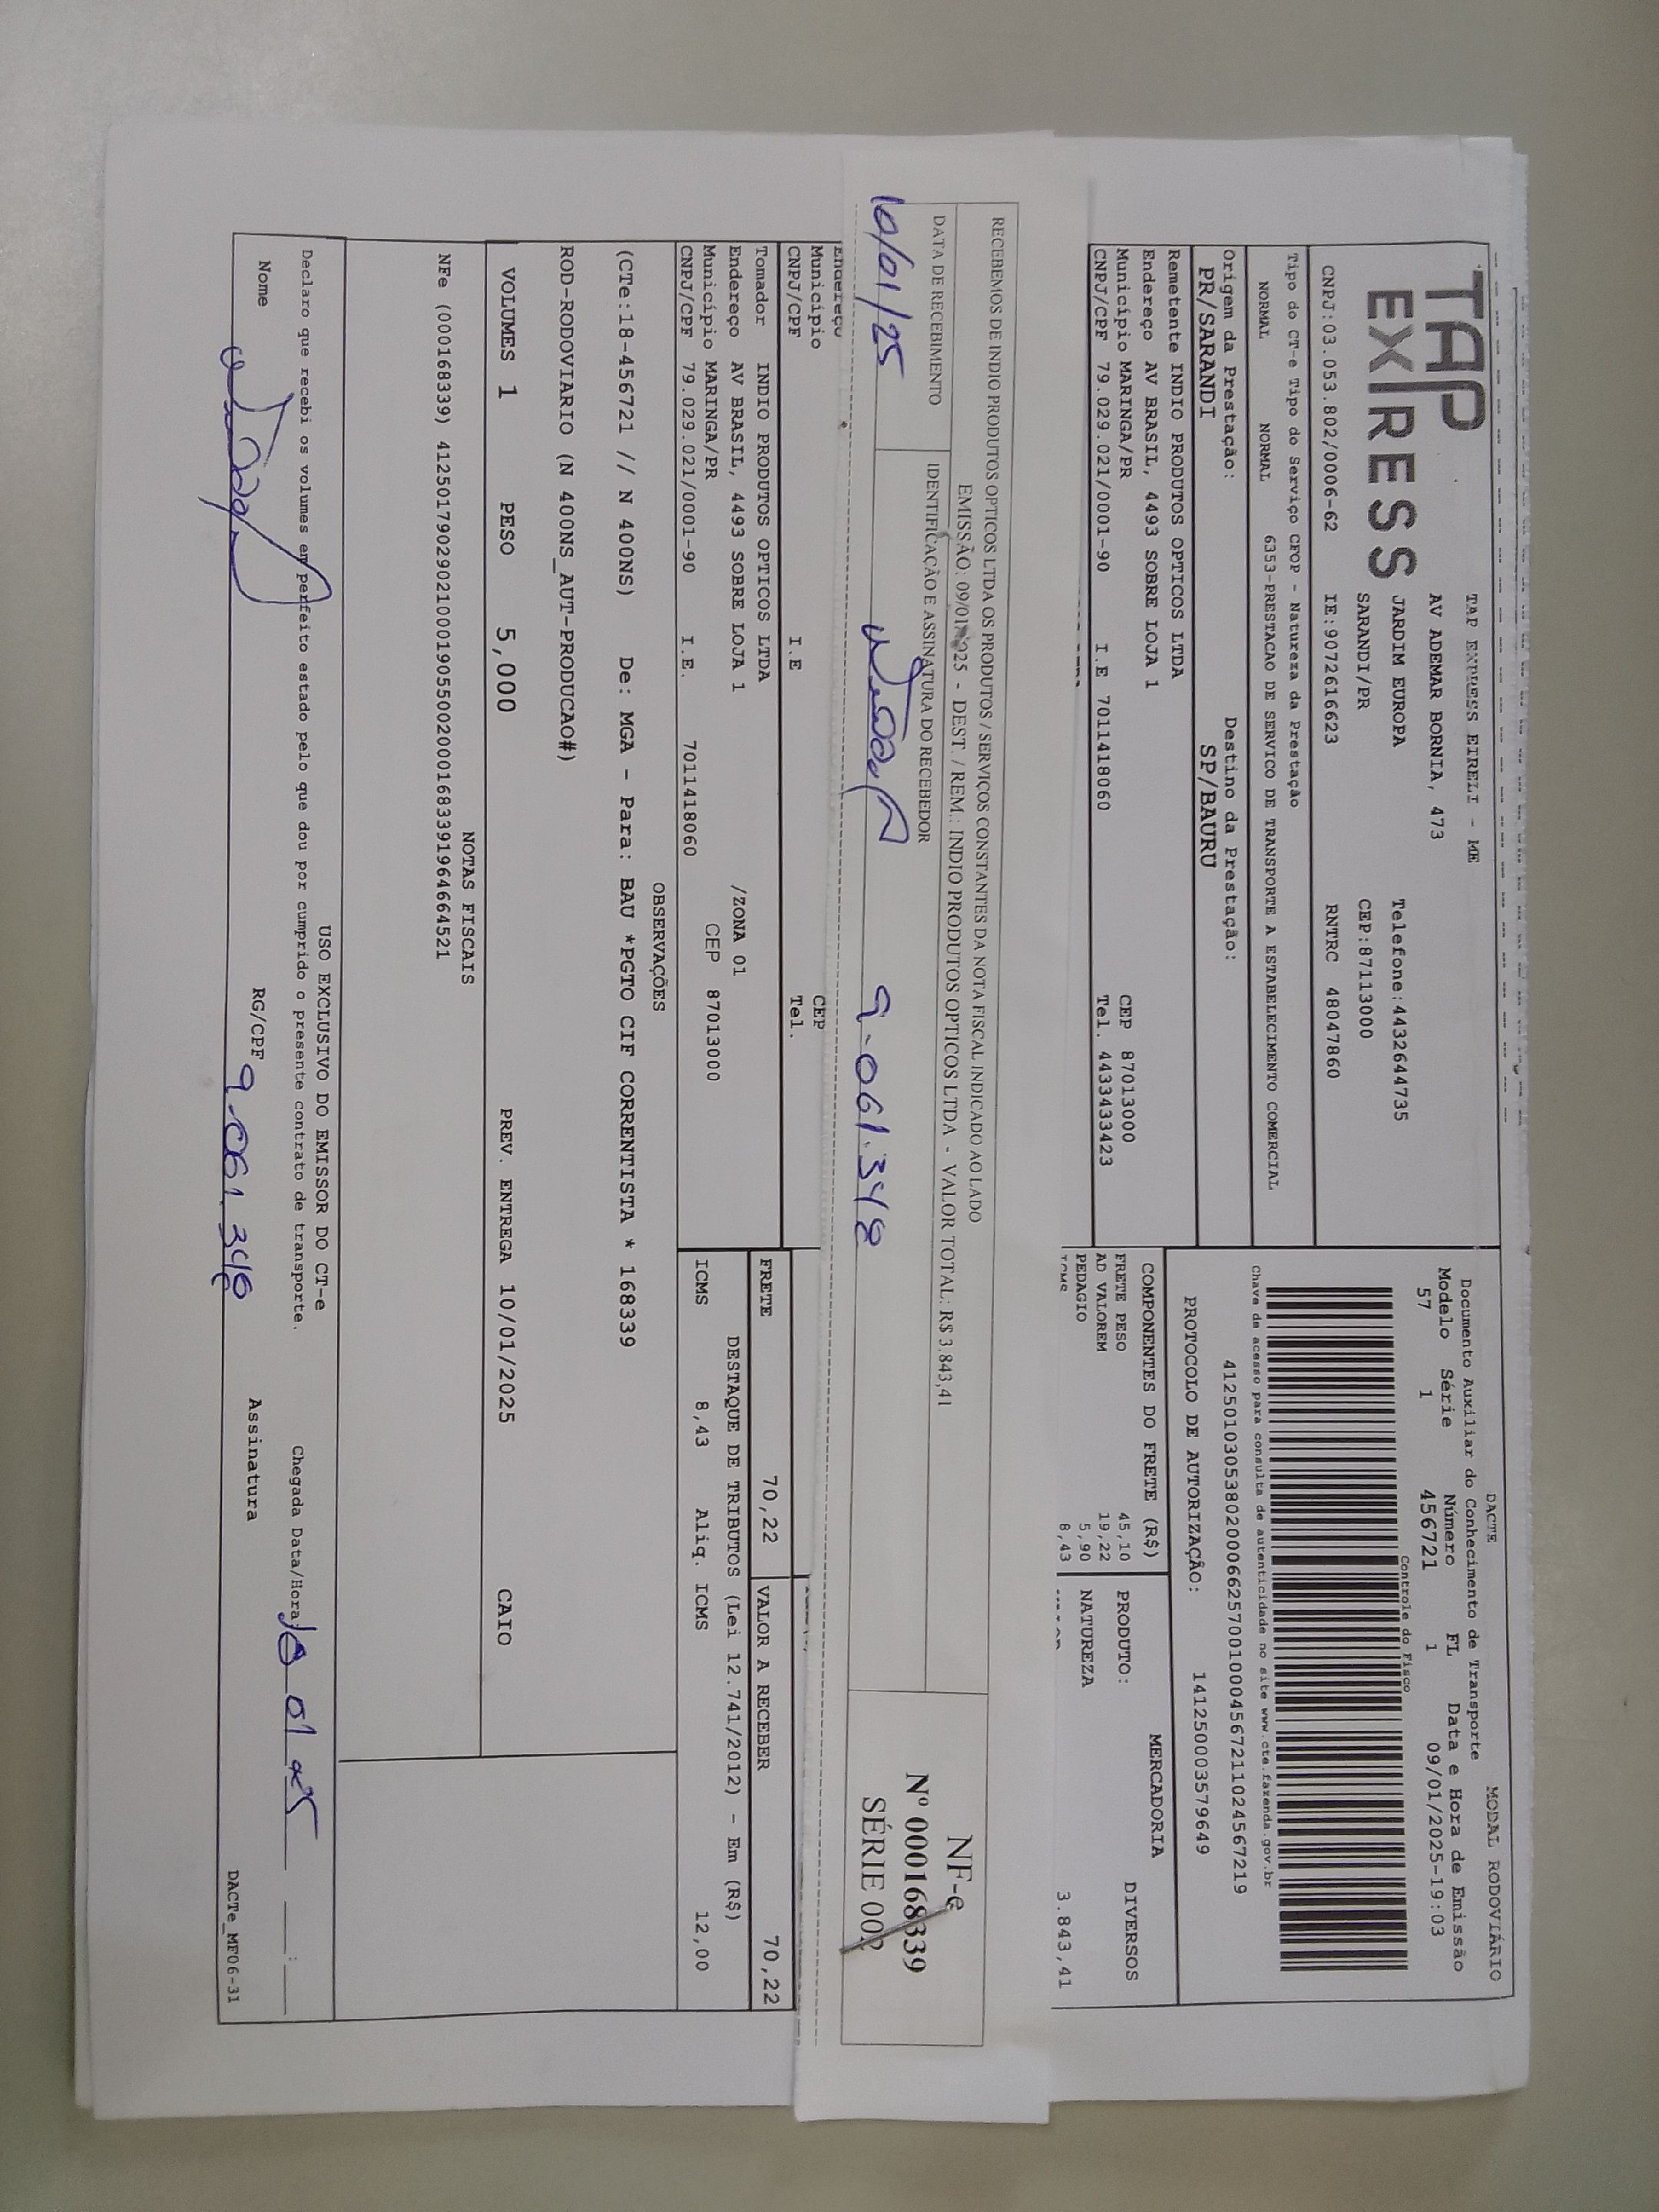 TAP
EXPRESS
TAP EXPRESS EIRELI - ME
AV ADEMAR BORNIA, 473
JARDIM EUROPA
Telefone:4432644735
SARANDI/PR
CEP:87113000
CNPJ:03.053.802/0006-62 IE:9072616623 RNTRC 48047860
Tipo do CT-e Tipo do Serviço CFOP - Natureza da Prestação
NORMAL NORMAL 6353-PRESTACAO DE SERVICO DE TRANSPORTE A ESTABELECIMENTO COMERCIAL
Origem da Prestação: Destino da Prestação:
PR/SARANDI SP/BAURU
Remetente INDIO PRODUTOS OPTICOS LTDA
Endereço AV BRASIL, 4493 SOBRE LOJA 1
Município MARINGA/PR CEP 87013000
CNPJ/CPF 79.029.021/0001-90 I.E 7011418060 Tel. 4433433423
DACTE MODAL RODOVIÁRIO
Documento Auxiliar do Conhecimento de Transporte
Modelo Série Número FL Data e Hora de Emissão
57 1 456721 1 09/01/2025-19:03
Controle do Fisco
Chave de acesso para consulta de autenticidade no site www.cte.fazenda.gov.br
41250103053802000662570010004567211024567219
PROTOCOLO DE AUTORIZAÇÃO: 141250003579649
COMPONENTES DO FRETE (R$) MERCADORIA
FRETE PESO 45,10 PRODUTO: DIVERSOS
AD VALOREM 19,22
PEDAGIO 5,90 NATUREZA
ICMS 8,43
3.843,41
RECEBEMOS DE INDIO PRODUTOS OPTICOS LTDA OS PRODUTOS / SERVIÇOS CONSTANTES DA NOTA FISCAL INDICADO AO LADO
EMISSÃO: 09/01/2025 - DEST. / REM.: INDIO PRODUTOS OPTICOS LTDA - VALOR TOTAL: R$ 3.843,41
DATA DE RECEBIMENTO IDENTIFICAÇÃO E ASSINATURA DO RECEBEDOR
10/01/25 9.061.348
NF-e
Nº 000168339
SÉRIE 002
Endereço
Município CEP
CNPJ/CPF I.E Tel.
Tomador INDIO PRODUTOS OPTICOS LTDA
Endereço AV BRASIL, 4493 SOBRE LOJA 1 /ZONA 01
Município MARINGA/PR CEP 87013000
CNPJ/CPF 79.029.021/0001-90 I.E. 7011418060
FRETE 70,22 VALOR A RECEBER 70,22
DESTAQUE DE TRIBUTOS (Lei 12.741/2012) - Em (R$)
ICMS 8,43 Aliq. ICMS 12,00
OBSERVAÇÕES
(CTe:18-456721 // N 400NS) De: MGA - Para: BAU *PGTO CIF CORRENTISTA * 168339
ROD-RODOVIARIO (N 400NS_AUT-PRODUCAO#)
VOLUMES 1 PESO 5,000 PREV. ENTREGA 10/01/2025 CAIO
NOTAS FISCAIS
NFe (000168339) 41250179029021000190550020001683391964664521
USO EXCLUSIVO DO EMISSOR DO CT-e
Declaro que recebi os volumes em perfeito estado pelo que dou por cumprido o presente contrato de transporte. Chegada Data/Hora: 10 01 25
Nome RG/CPF 9.061.348 Assinatura
DACTe_MF06-31